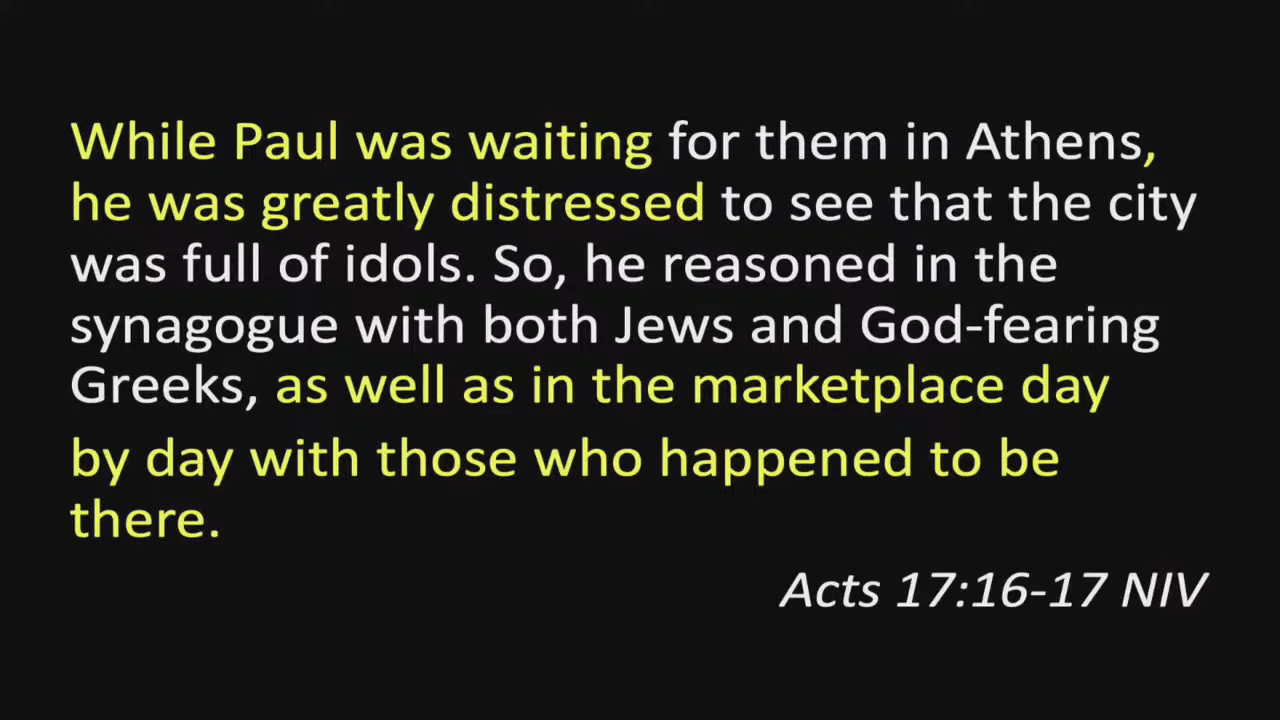 While Paul was waiting for them in Athens,
he was greatly distressed to see that the city
was full of idols. So, he reasoned in the
synagogue with both Jews and God-fearing
Greeks, as well as in the marketplace day
by day with those who happened to be
there.
Acts 17:16-17 NIV